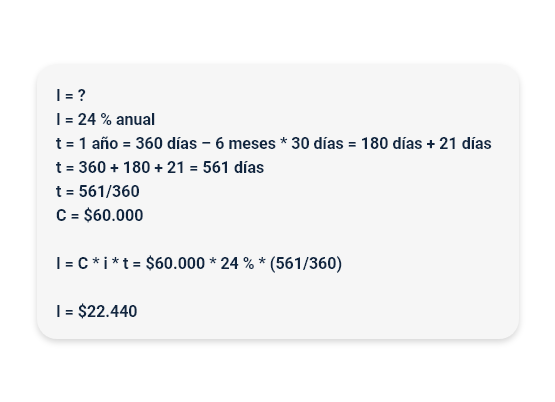 I = ?
I = 24 % anual
t = 1 año = 360 días – 6 meses * 30 días = 180 días + 21 días
t = 360 + 180 + 21 = 561 días
t = 561/360
C = $60.000
I = C * i * t = $60.000 * 24 % * (561/360)
I = $22.440